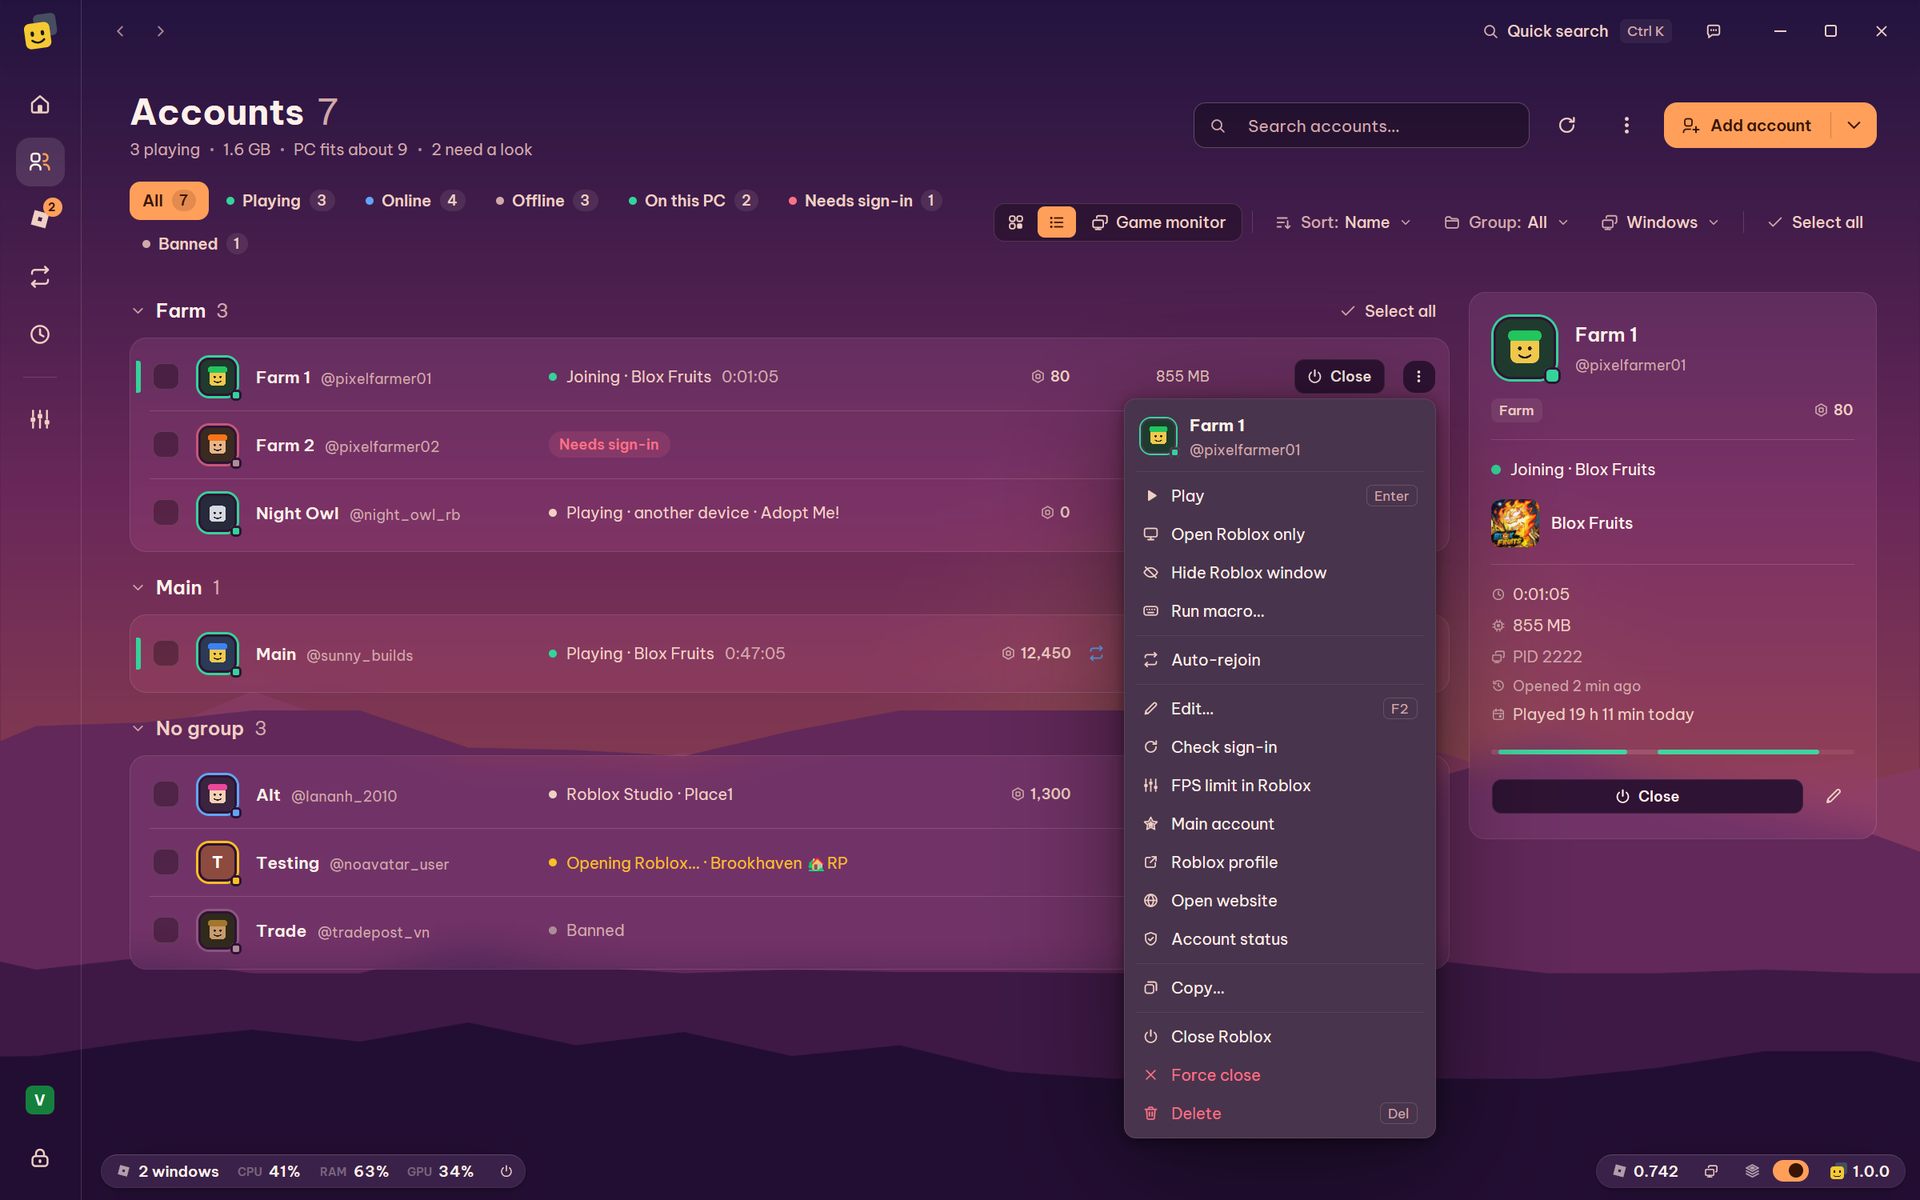 Quick search Ctrl K
Accounts 7
3 playing · 1.6 GB · PC fits about 9 · 2 need a look
Search accounts...
Add account
2
All 7 Playing 3 Online 4 Offline 3 On this PC 2 Needs sign-in 1
Banned 1
Game monitor Sort: Name Group: All Windows Select all
Farm 3 Select all
Farm 1 @pixelfarmer01 Joining · Blox Fruits 0:01:05 80 855 MB Close
Farm 2 @pixelfarmer02 Needs sign-in
Night Owl @night_owl_rb Playing · another device · Adopt Me! 0
Main 1
Main @sunny_builds Playing · Blox Fruits 0:47:05 12,450
No group 3
Alt @lananh_2010 Roblox Studio · Place1 1,300
T Testing @noavatar_user Opening Roblox... · Brookhaven 🏡RP
Trade @tradepost_vn Banned
Farm 1
@pixelfarmer01
Play Enter
Open Roblox only
Hide Roblox window
Run macro...
Auto-rejoin
Edit... F2
Check sign-in
FPS limit in Roblox
Main account
Roblox profile
Open website
Account status
Copy...
Close Roblox
Force close
Delete Del
Farm 1
@pixelfarmer01
Farm 80
Joining · Blox Fruits
BLOX FRUITS
Blox Fruits
0:01:05
855 MB
PID 2222
Opened 2 min ago
Played 19 h 11 min today
Close
V
2 windows CPU 41% RAM 63% GPU 34%
0.742 1.0.0